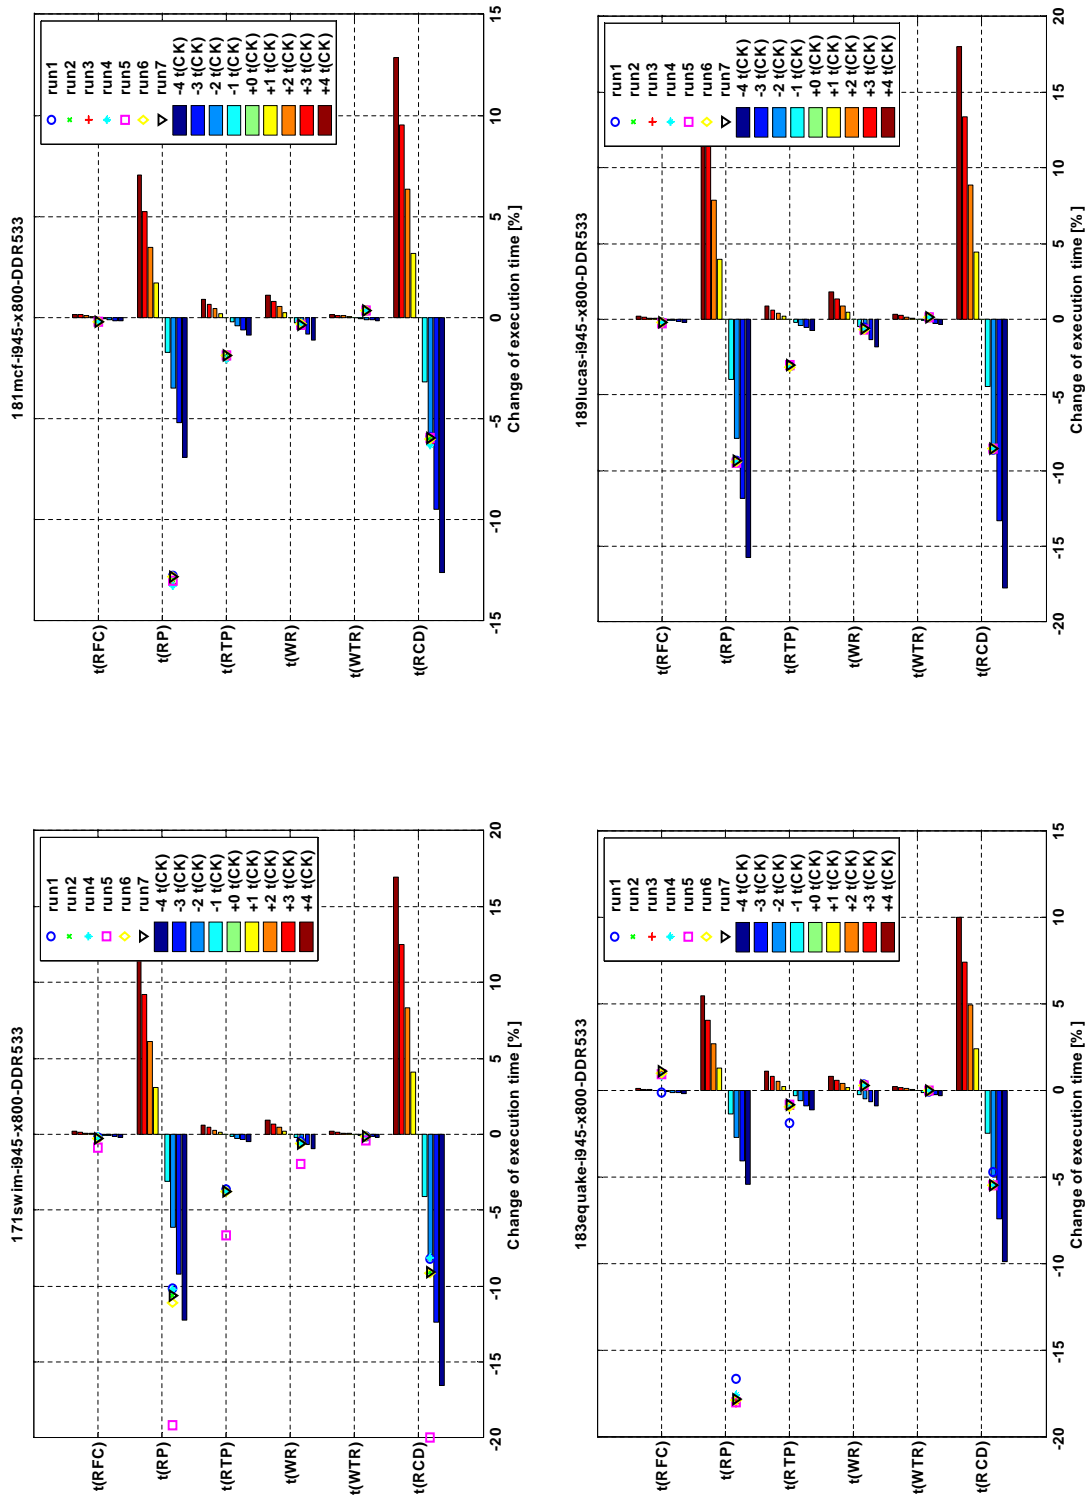 171swim-i945-x800-DDR533
run1
run2
run4
run5
run6
run7
-4 t(CK)
-3 t(CK)
-2 t(CK)
-1 t(CK)
+0 t(CK)
+1 t(CK)
+2 t(CK)
+3 t(CK)
+4 t(CK)
t(RFC)
t(RP)
t(RTP)
t(WR)
t(WTR)
t(RCD)
-20 -15 -10 -5 0 5 10 15 20
Change of execution time [%]
181mcf-i945-x800-DDR533
run1
run2
run3
run4
run5
run6
run7
-4 t(CK)
-3 t(CK)
-2 t(CK)
-1 t(CK)
+0 t(CK)
+1 t(CK)
+2 t(CK)
+3 t(CK)
+4 t(CK)
t(RFC)
t(RP)
t(RTP)
t(WR)
t(WTR)
t(RCD)
-15 -10 -5 0 5 10 15
Change of execution time [%]
183equake-i945-x800-DDR533
run1
run2
run3
run4
run5
run6
run7
-4 t(CK)
-3 t(CK)
-2 t(CK)
-1 t(CK)
+0 t(CK)
+1 t(CK)
+2 t(CK)
+3 t(CK)
+4 t(CK)
t(RFC)
t(RP)
t(RTP)
t(WR)
t(WTR)
t(RCD)
-20 -15 -10 -5 0 5 10 15
Change of execution time [%]
189lucas-i945-x800-DDR533
run1
run2
run3
run4
run5
run6
run7
-4 t(CK)
-3 t(CK)
-2 t(CK)
-1 t(CK)
+0 t(CK)
+1 t(CK)
+2 t(CK)
+3 t(CK)
+4 t(CK)
t(RFC)
t(RP)
t(RTP)
t(WR)
t(WTR)
t(RCD)
-20 -15 -10 -5 0 5 10 15 20
Change of execution time [%]